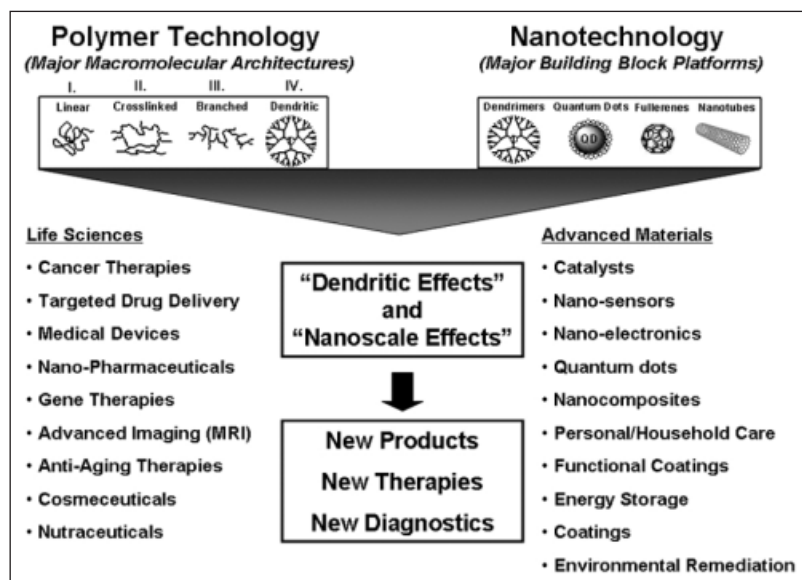 Polymer Technology
(Major Macromolecular Architectures)
I. II. III. IV.
Linear Crosslinked Branched Dendritic
Nanotechnology
(Major Building Block Platforms)
Dendrimers Quantum Dots Fullerenes Nanotubes
QD
Life Sciences
• Cancer Therapies
• Targeted Drug Delivery
• Medical Devices
• Nano-Pharmaceuticals
• Gene Therapies
• Advanced Imaging (MRI)
• Anti-Aging Therapies
• Cosmeceuticals
• Nutraceuticals
“Dendritic Effects”
and
“Nanoscale Effects”
New Products
New Therapies
New Diagnostics
Advanced Materials
• Catalysts
• Nano-sensors
• Nano-electronics
• Quantum dots
• Nanocomposites
• Personal/Household Care
• Functional Coatings
• Energy Storage
• Coatings
• Environmental Remediation